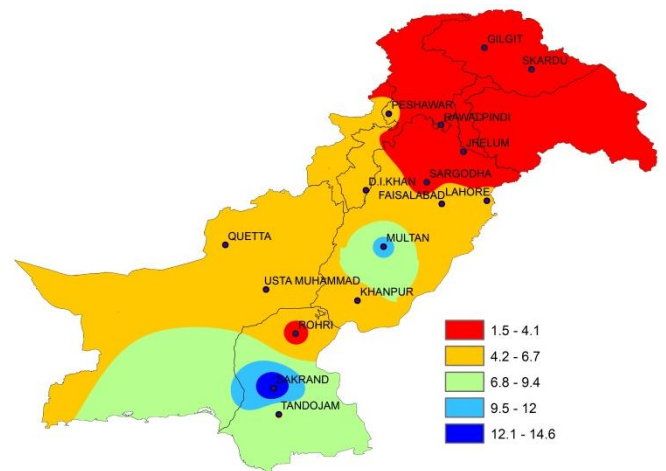 GILGIT
SKARDU
PESHAWAR
RAWALPINDI
JRELUM
SARGODHA
D.I.KHAN
FAISALABAD
LAHORE
QUETTA
MULTAN
USTA MUHAMMAD
KHANPUR
ROHRI
SAKRAND
TANDOJAM
1.5 - 4.1
4.2 - 6.7
6.8 - 9.4
9.5 - 12
12.1 - 14.6